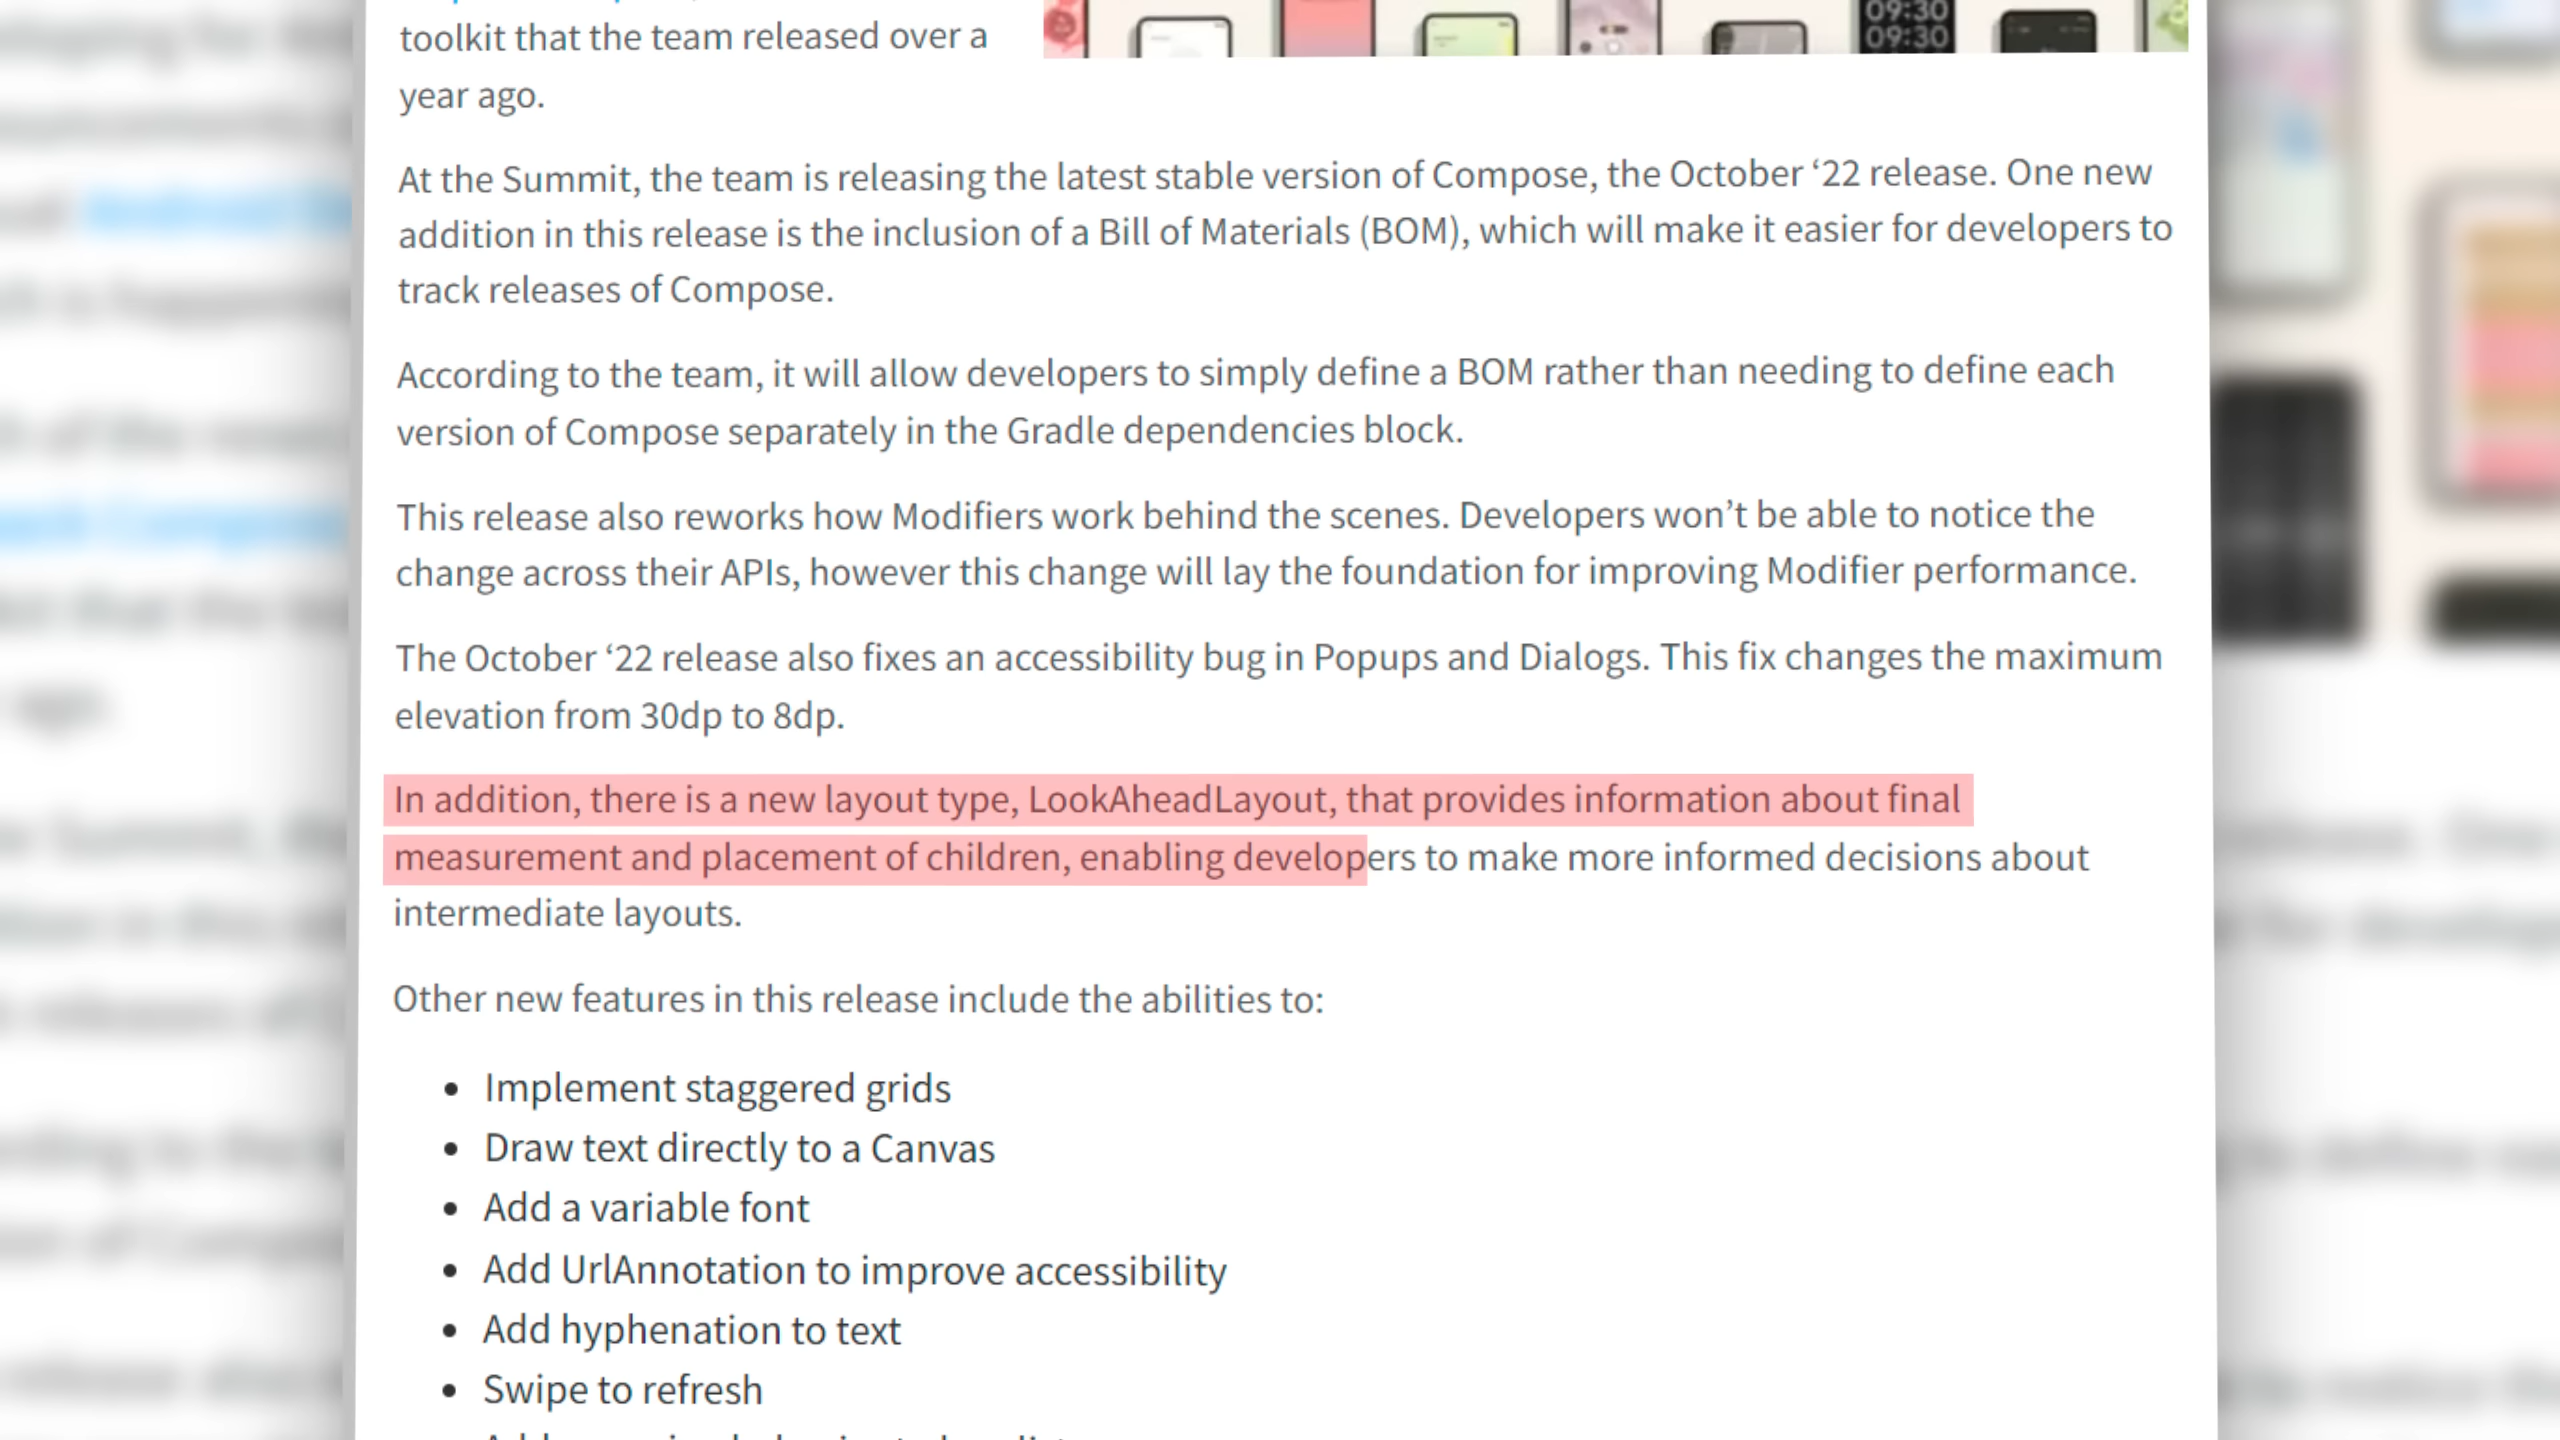 toolkit that the team released over a
09:30
09:30
year ago.
At the Summit, the team is releasing the latest stable version of Compose, the October ‘22 release. One new
addition in this release is the inclusion of a Bill of Materials (BOM), which will make it easier for developers to
track releases of Compose.
According to the team, it will allow developers to simply define a BOM rather than needing to define each
version of Compose separately in the Gradle dependencies block.
This release also reworks how Modifiers work behind the scenes. Developers won’t be able to notice the
change across their APIs, however this change will lay the foundation for improving Modifier performance.
The October ‘22 release also fixes an accessibility bug in Popups and Dialogs. This fix changes the maximum
elevation from 30dp to 8dp.
In addition, there is a new layout type, LookAheadLayout, that provides information about final
measurement and placement of children, enabling developers to make more informed decisions about
intermediate layouts.
Other new features in this release include the abilities to:
• Implement staggered grids
• Draw text directly to a Canvas
• Add a variable font
• Add UrlAnnotation to improve accessibility
• Add hyphenation to text
• Swipe to refresh